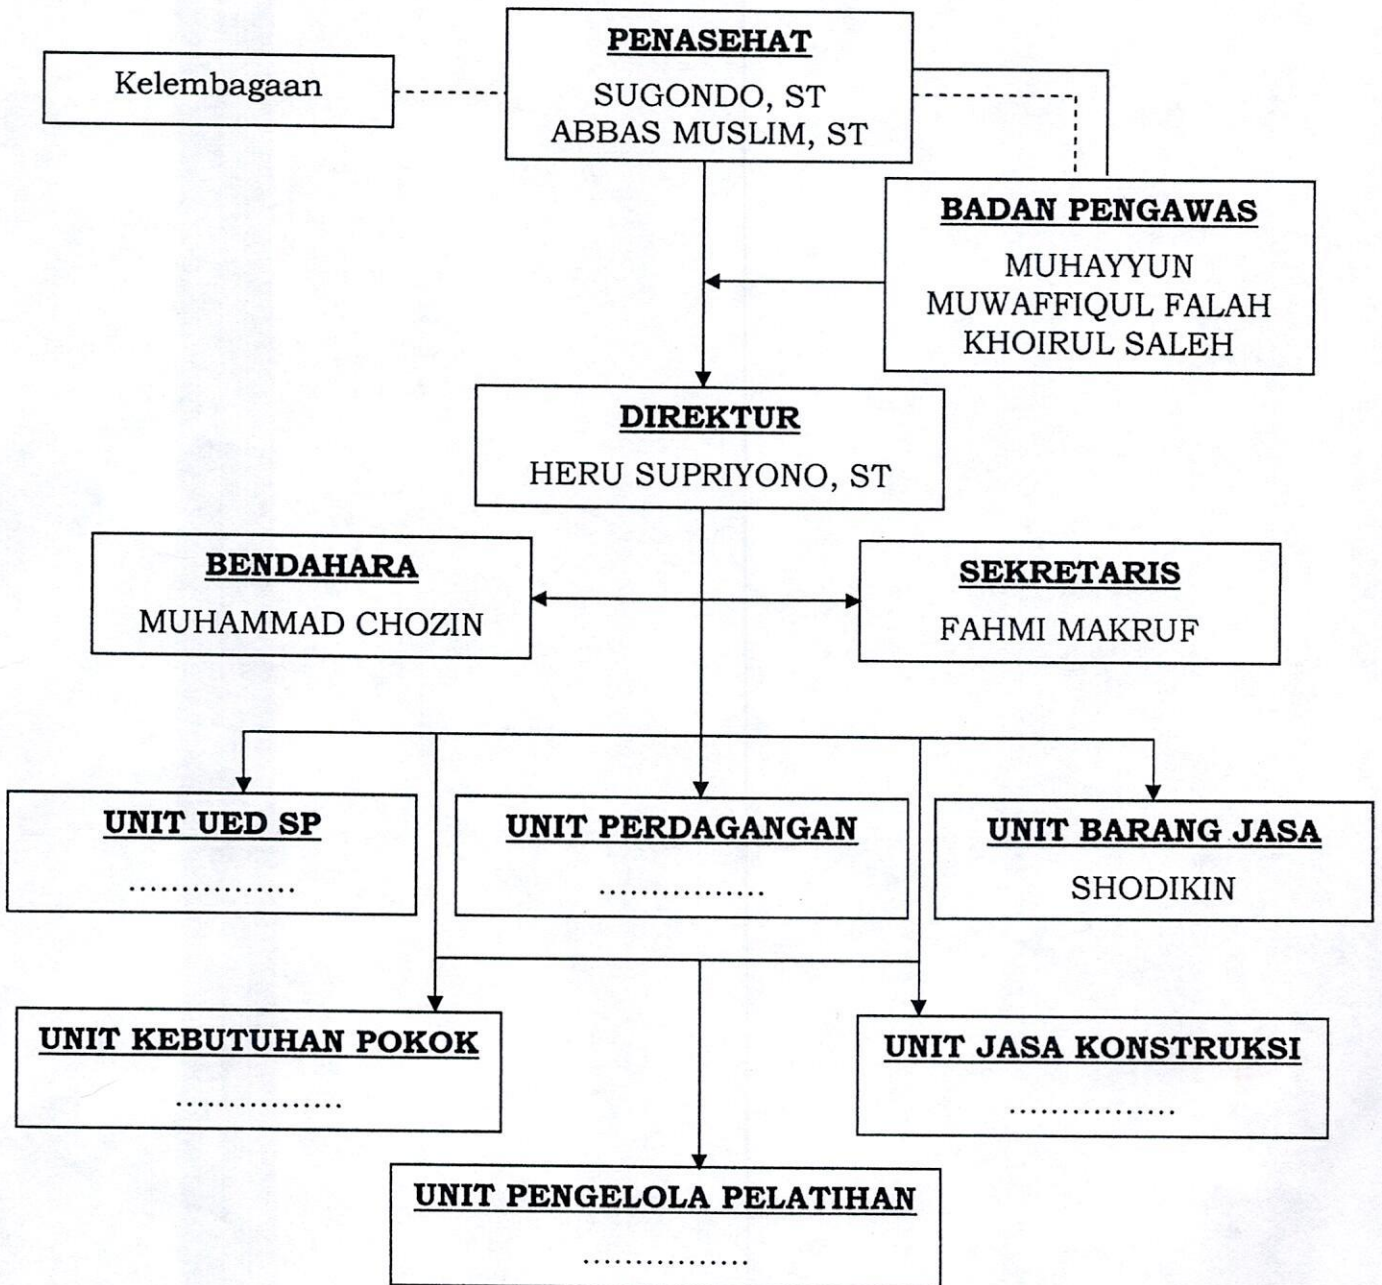 PENASEHAT
SUGONDO, ST
ABBAS MUSLIM, ST
Kelembagaan
BADAN PENGAWAS
MUHAYYUN
MUWAFFIQUL FALAH
KHOIRUL SALEH
DIREKTUR
HERU SUPRIYONO, ST
BENDAHARA
MUHAMMAD CHOZIN
SEKRETARIS
FAHMI MAKRUF
UNIT UED SP
................
UNIT PERDAGANGAN
................
UNIT BARANG JASA
SHODIKIN
UNIT KEBUTUHAN POKOK
................
UNIT JASA KONSTRUKSI
................
UNIT PENGELOLA PELATIHAN
................